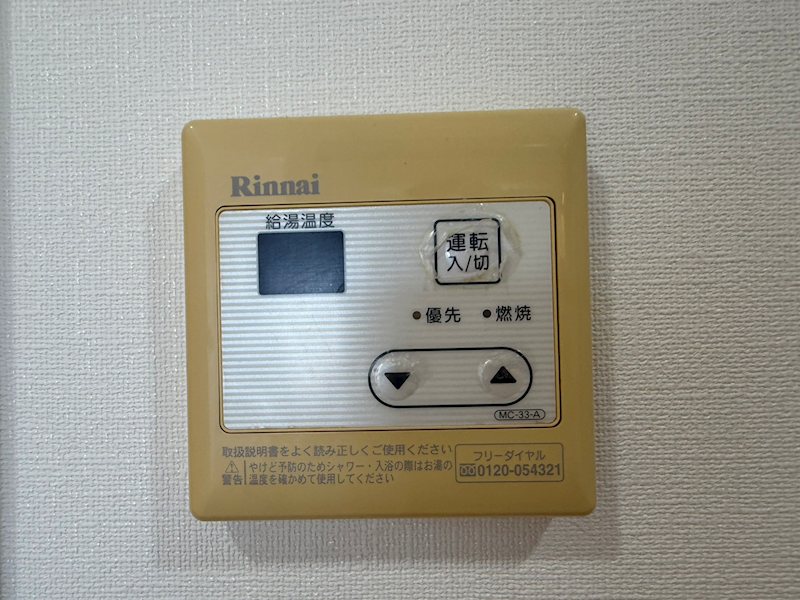 Rinnai
給湯温度
運転
入/切
優先
燃焼
MC-33-A
取扱説明書をよく読み正しくご使用ください
警告
やけど予防のためシャワー・入浴の際はお湯の
温度を確かめて使用してください
フリーダイヤル
0120-054321